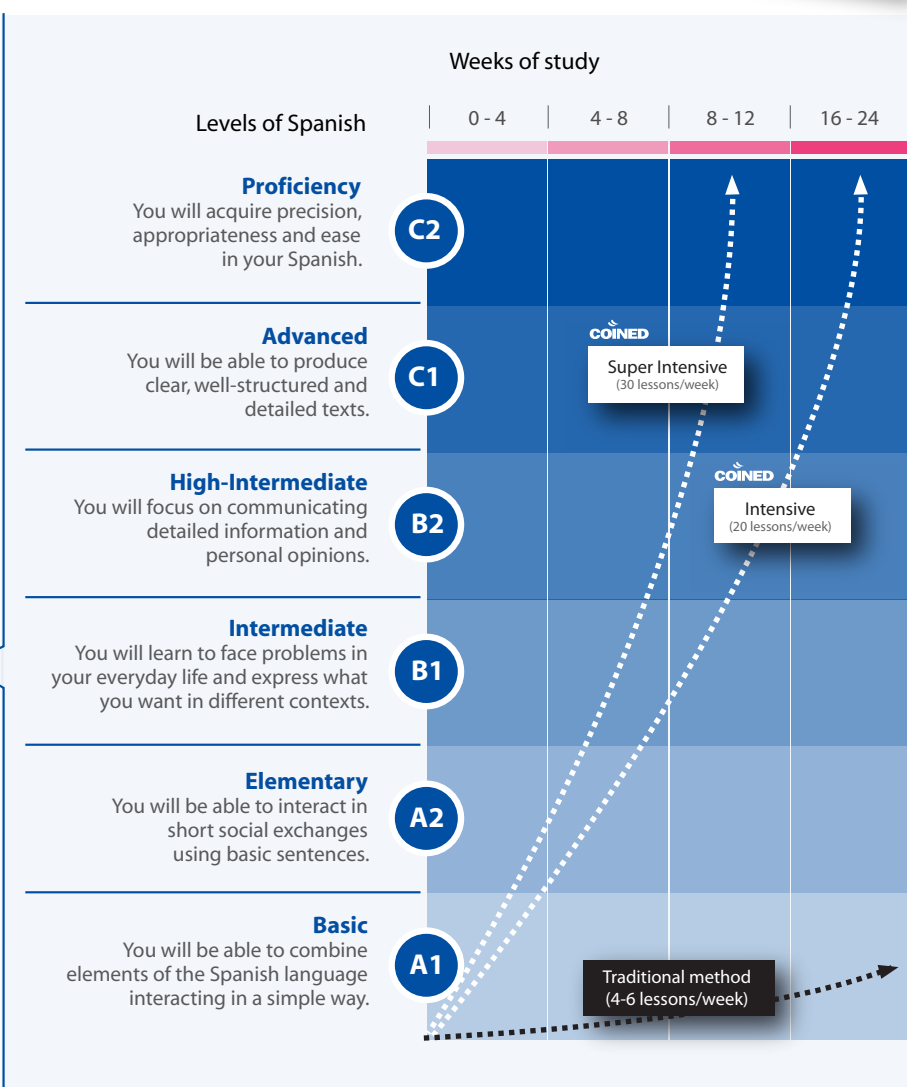 Weeks of study
Levels of Spanish
0 - 4
4 - 8
8 - 12
16 - 24
Proficiency
You will acquire precision,
appropriateness and ease
in your Spanish.
C2
Advanced
You will be able to produce
clear, well-structured and
detailed texts.
C1
COINED
Super Intensive
(30 lessons/week)
High-Intermediate
You will focus on communicating
detailed information and
personal opinions.
B2
COINED
Intensive
(20 lessons/week)
Intermediate
You will learn to face problems in
your everyday life and express what
you want in different contexts.
B1
Elementary
You will be able to interact in
short social exchanges
using basic sentences.
A2
Basic
You will be able to combine
elements of the Spanish language
interacting in a simple way.
A1
Traditional method
(4-6 lessons/week)